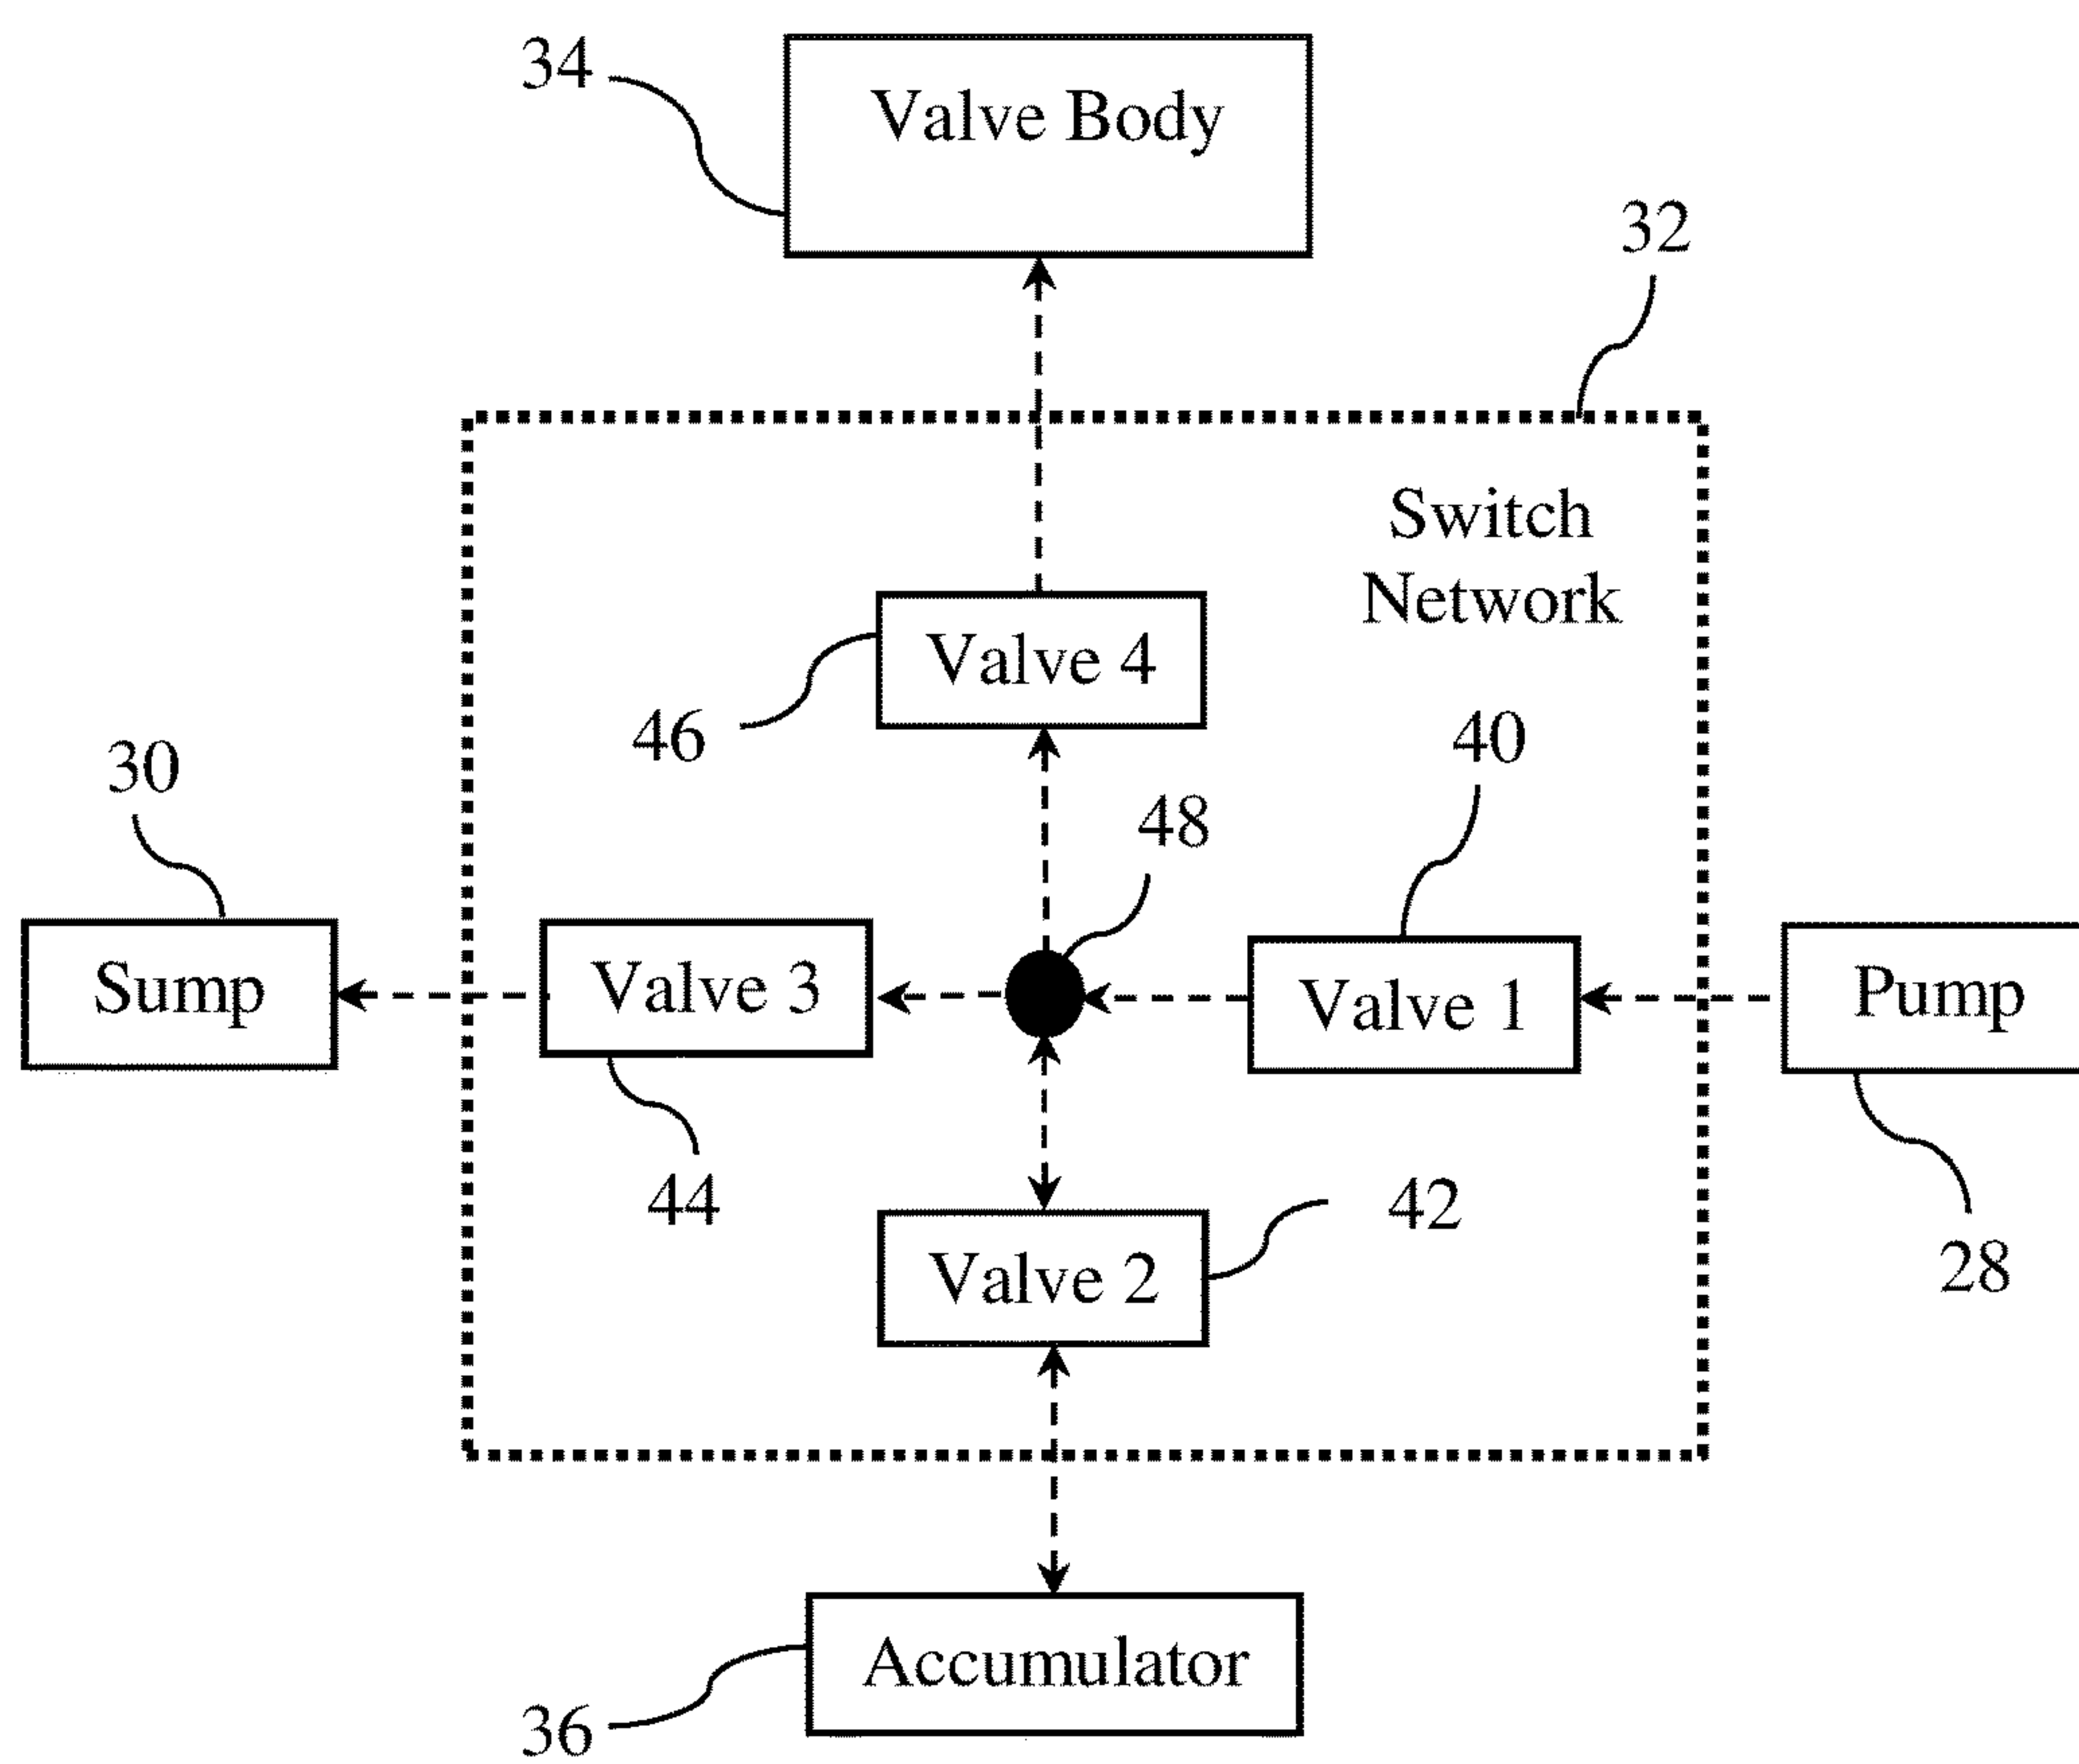 34
Valve Body
32
Switch
Network
Valve 4
46
40
30
48
Sump
Valve 3
Valve 1
Pump
44
42
Valve 2
28
Accumulator
36